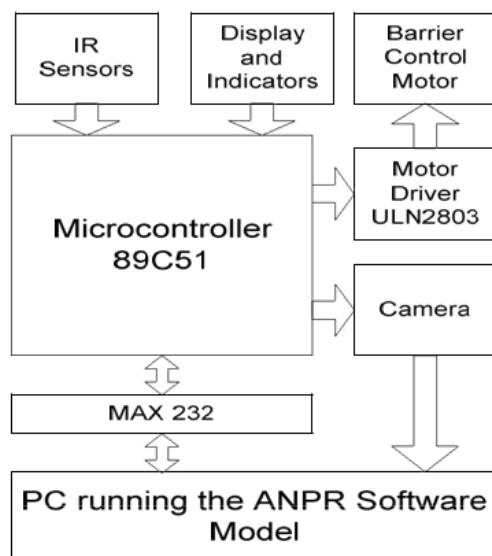 IR
Sensors
Display
and
Indicators
Barrier
Control
Motor
Microcontroller
89C51
Motor
Driver
ULN2803
Camera
MAX 232
PC running the ANPR Software
Model